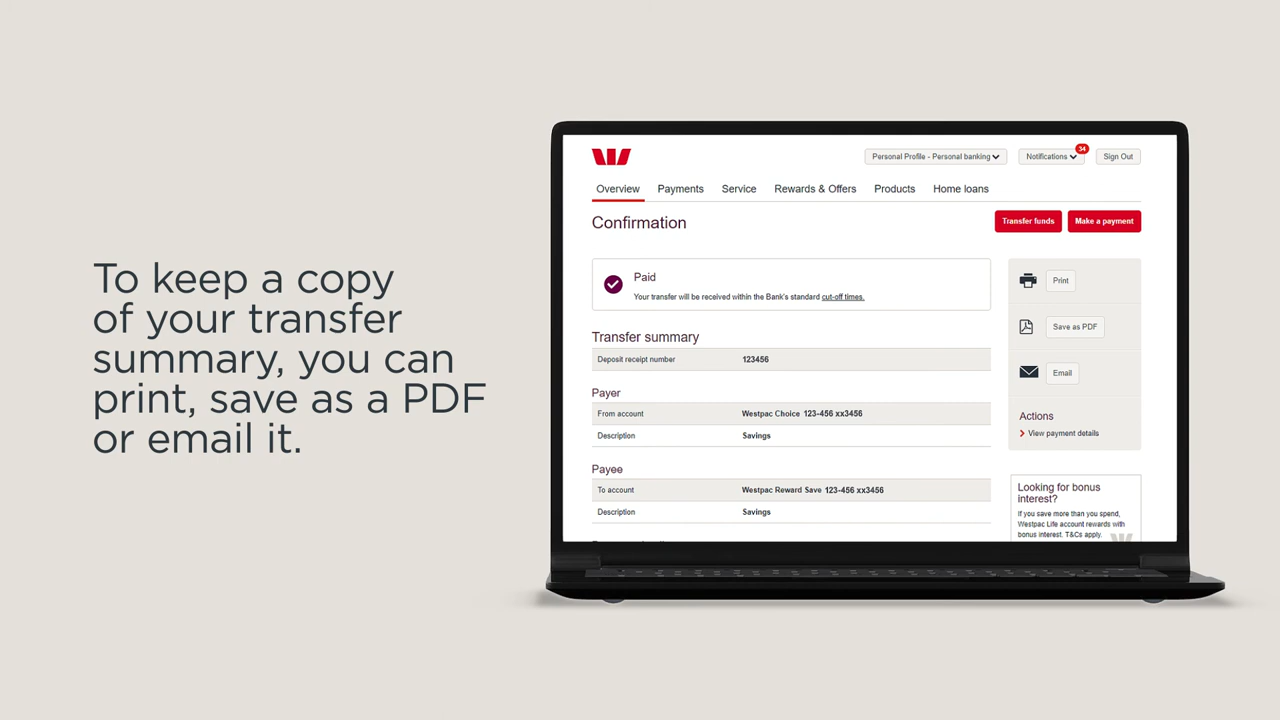 To keep a copy
of your transfer
summary, you can
print, save as a PDF
or email it.
Personal Profile - Personal banking
Notifications
34
Sign Out
Overview
Payments
Service
Rewards & Offers
Products
Home loans
Confirmation
Transfer funds
Make a payment
Paid
Your transfer will be received within the Bank's standard cut-off times.
Print
Save as PDF
Email
Actions
View payment details
Transfer summary
Deposit receipt number 123456
Payer
From account Westpac Choice 123-456 xx3456
Description Savings
Payee
To account Westpac Reward Save 123-456 xx3456
Description Savings
Looking for bonus
interest?
If you save more than you spend,
Westpac Life account rewards with
bonus interest. T&Cs apply.